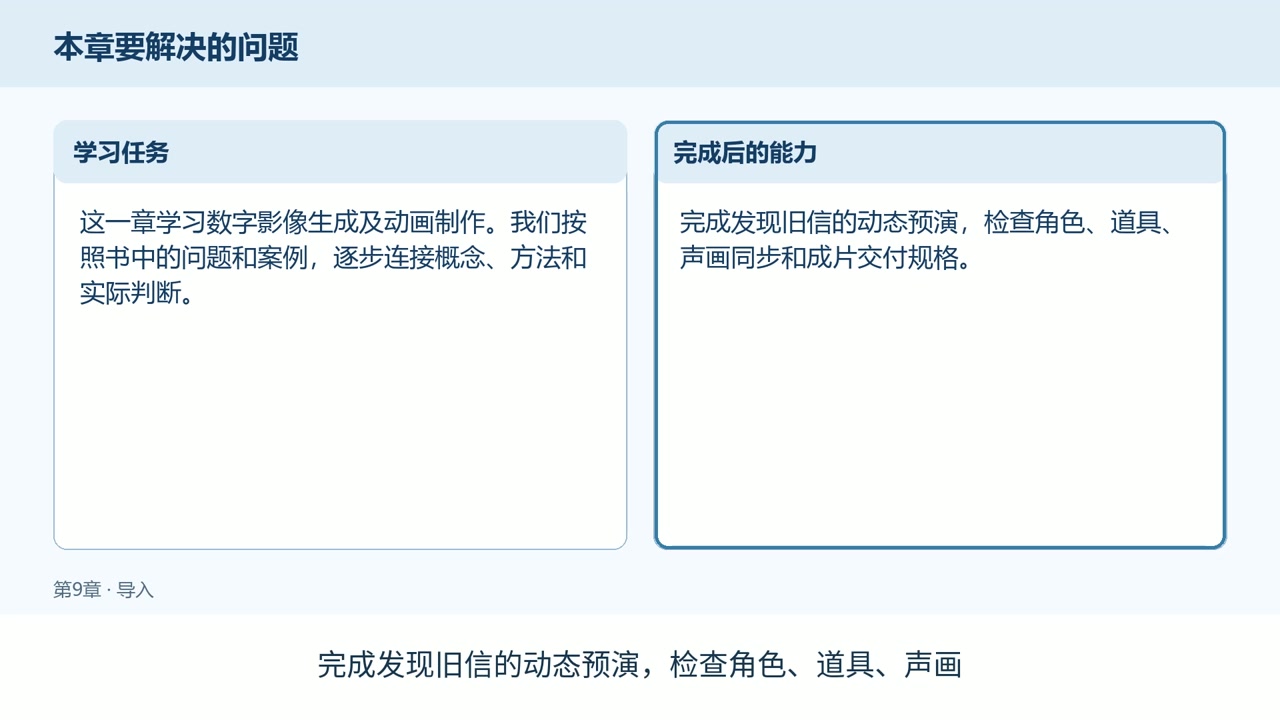 本章要解决的问题
学习任务
这一章学习数字影像生成及动画制作。我们按
照书中的问题和案例，逐步连接概念、方法和
实际判断。
完成后的能力
完成发现旧信的动态预演，检查角色、道具、
声画同步和成片交付规格。
第9章 · 导入
完成发现旧信的动态预演，检查角色、道具、声画